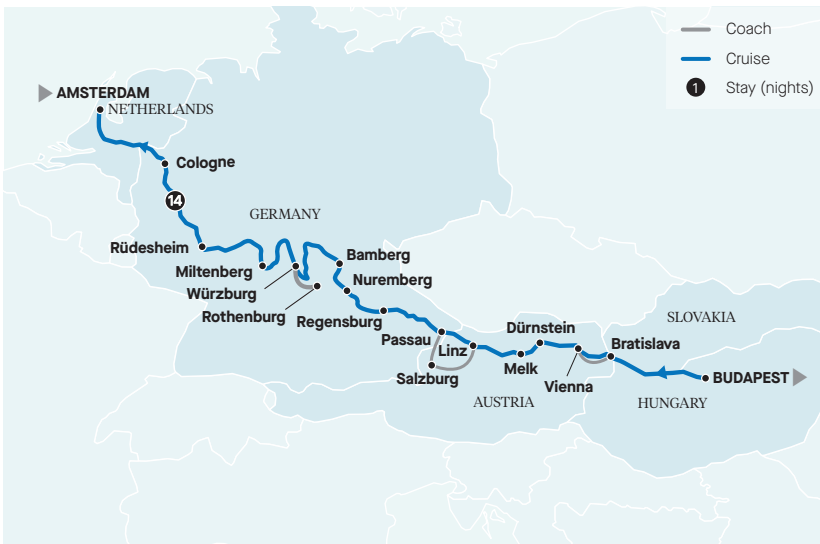 Coach
Cruise
1 Stay (nights)
AMSTERDAM
NETHERLANDS
Cologne
14
GERMANY
Rüdesheim
Bamberg
Miltenberg
Nuremberg
Würzburg
Rothenburg
Regensburg
SLOVAKIA
Dürnstein
Passau
Linz
Bratislava
Melk
Salzburg
Vienna
BUDAPEST
AUSTRIA
HUNGARY